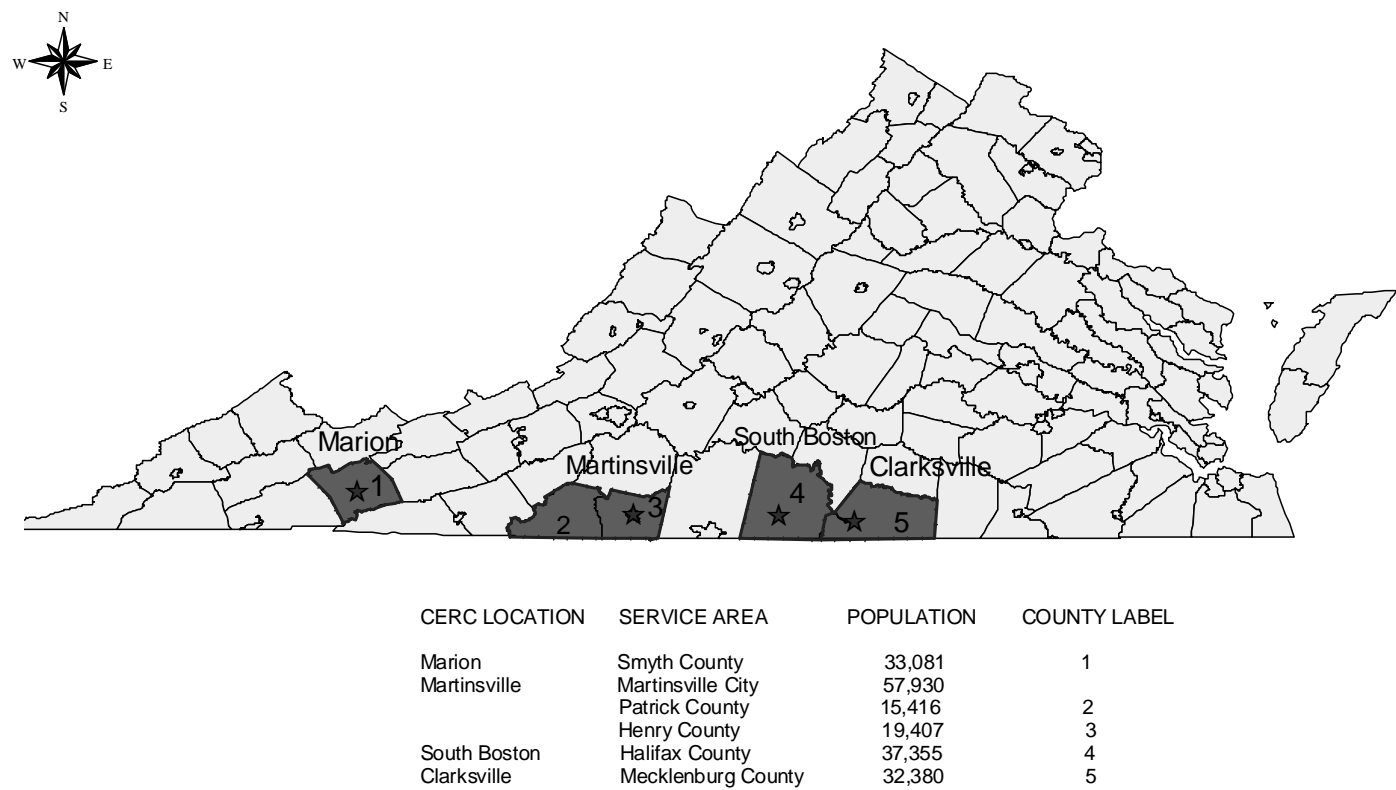 N
W E
S
Marion
South Boston
Martinsville
Clarksville
1
2
3
4
5
CERC LOCATION SERVICE AREA POPULATION COUNTY LABEL
Marion Smyth County 33,081 1
Martinsville Martinsville City 57,930
Patrick County 15,416 2
Henry County 19,407 3
South Boston Halifax County 37,355 4
Clarksville Mecklenburg County 32,380 5